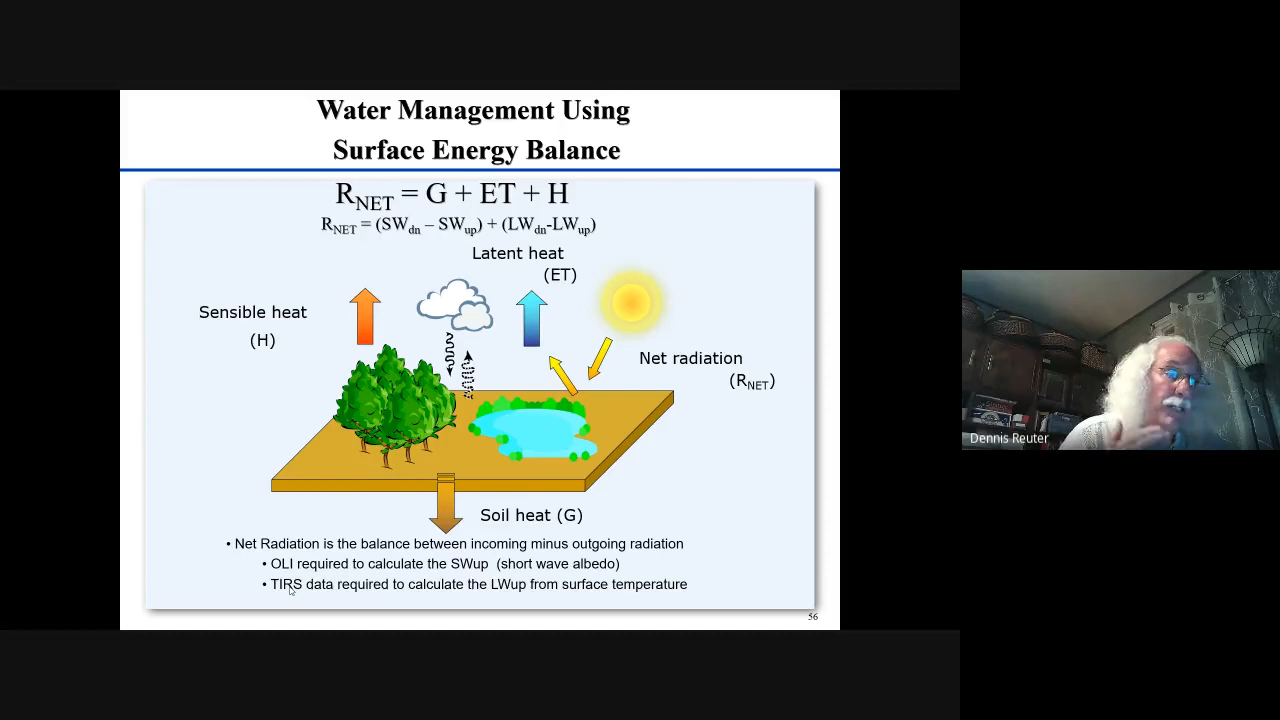 Water Management Using
Surface Energy Balance
RNET = G + ET + H
RNET = (SWdn – SWup) + (LWdn-LWup)
Latent heat
(ET)
Sensible heat
(H)
Net radiation
(RNET)
Soil heat (G)
• Net Radiation is the balance between incoming minus outgoing radiation
• OLI required to calculate the SWup (short wave albedo)
• TIRS data required to calculate the LWup from surface temperature
56
Dennis Reuter